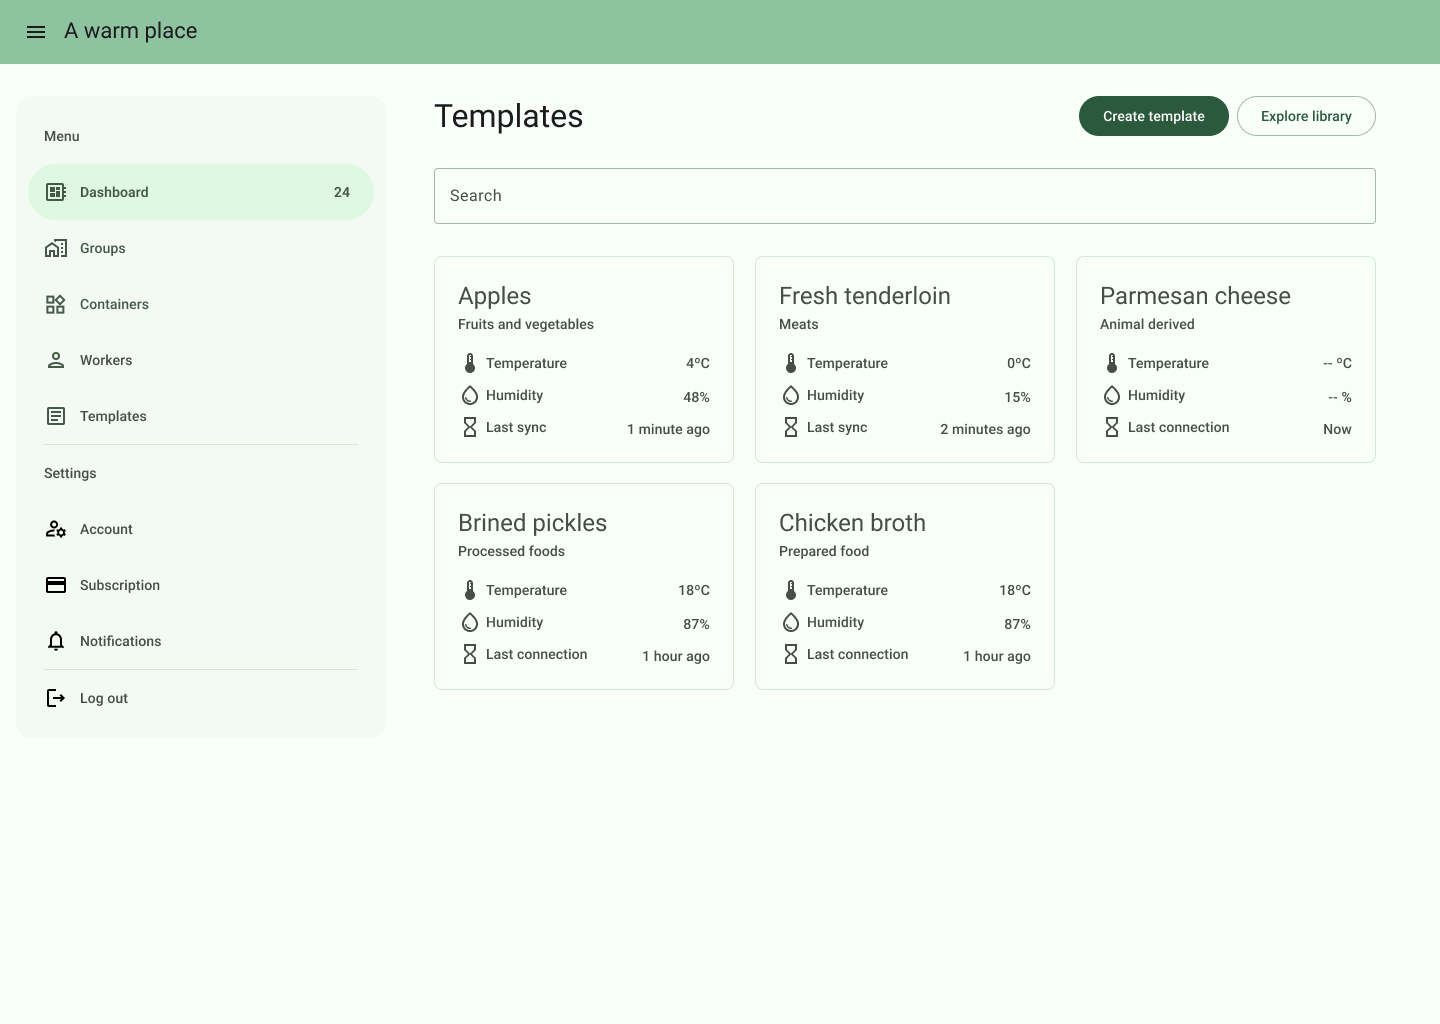 A warm place
Menu
Dashboard 24
Groups
Containers
Workers
Templates
Settings
Account
Subscription
Notifications
Log out
Templates
Create template
Explore library
Search
Apples
Fruits and vegetables
Temperature 4ºC
Humidity 48%
Last sync 1 minute ago
Fresh tenderloin
Meats
Temperature 0ºC
Humidity 15%
Last sync 2 minutes ago
Parmesan cheese
Animal derived
Temperature -- ºC
Humidity -- %
Last connection Now
Brined pickles
Processed foods
Temperature 18ºC
Humidity 87%
Last connection 1 hour ago
Chicken broth
Prepared food
Temperature 18ºC
Humidity 87%
Last connection 1 hour ago